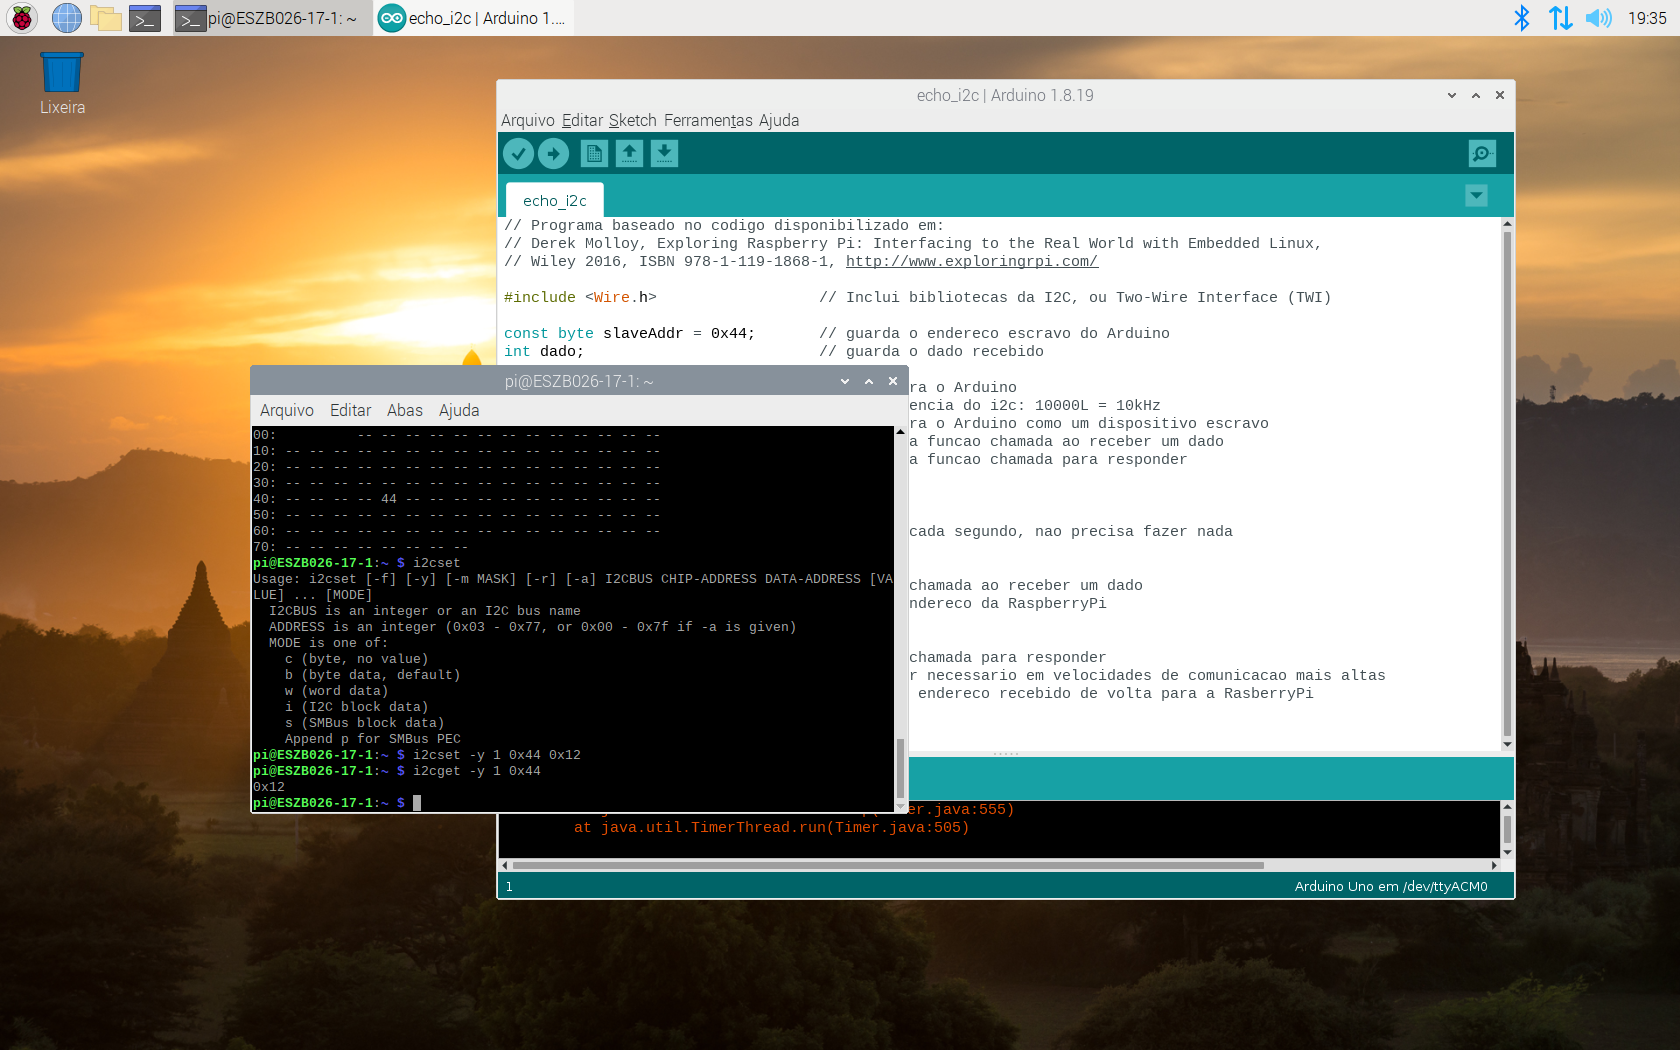 pi@ESZB026-17-1: ~
echo_i2c | Arduino 1....
19:35
Lixeira
echo_i2c | Arduino 1.8.19
Arquivo Editar Sketch Ferramentas Ajuda
echo_i2c
// Programa baseado no codigo disponibilizado em:
// Derek Molloy, Exploring Raspberry Pi: Interfacing to the Real World with Embedded Linux,
// Wiley 2016, ISBN 978-1-119-1868-1, http://www.exploringrpi.com/
#include <Wire.h> // Inclui bibliotecas da I2C, ou Two-Wire Interface (TWI)
const byte slaveAddr = 0x44; // guarda o endereco escravo do Arduino
int dado; // guarda o dado recebido
ra o Arduino
encia do i2c: 10000L = 10kHz
ra o Arduino como um dispositivo escravo
a funcao chamada ao receber um dado
a funcao chamada para responder
cada segundo, nao precisa fazer nada
chamada ao receber um dado
ndereco da RaspberryPi
chamada para responder
r necessario em velocidades de comunicacao mais altas
endereco recebido de volta para a RasberryPi
er.java:555)
at java.util.TimerThread.run(Timer.java:505)
1
Arduino Uno em /dev/ttyACM0
pi@ESZB026-17-1: ~
Arquivo Editar Abas Ajuda
00:          -- -- -- -- -- -- -- -- -- -- -- -- --
10: -- -- -- -- -- -- -- -- -- -- -- -- -- -- -- --
20: -- -- -- -- -- -- -- -- -- -- -- -- -- -- -- --
30: -- -- -- -- -- -- -- -- -- -- -- -- -- -- -- --
40: -- -- -- -- 44 -- -- -- -- -- -- -- -- -- -- --
50: -- -- -- -- -- -- -- -- -- -- -- -- -- -- -- --
60: -- -- -- -- -- -- -- -- -- -- -- -- -- -- -- --
70: -- -- -- -- -- -- -- --
pi@ESZB026-17-1:~ $ i2cset
Usage: i2cset [-f] [-y] [-m MASK] [-r] [-a] I2CBUS CHIP-ADDRESS DATA-ADDRESS [VA
LUE] ... [MODE]
I2CBUS is an integer or an I2C bus name
ADDRESS is an integer (0x03 - 0x77, or 0x00 - 0x7f if -a is given)
MODE is one of:
c (byte, no value)
b (byte data, default)
w (word data)
i (I2C block data)
s (SMBus block data)
Append p for SMBus PEC
pi@ESZB026-17-1:~ $ i2cset -y 1 0x44 0x12
pi@ESZB026-17-1:~ $ i2cget -y 1 0x44
0x12
pi@ESZB026-17-1:~ $